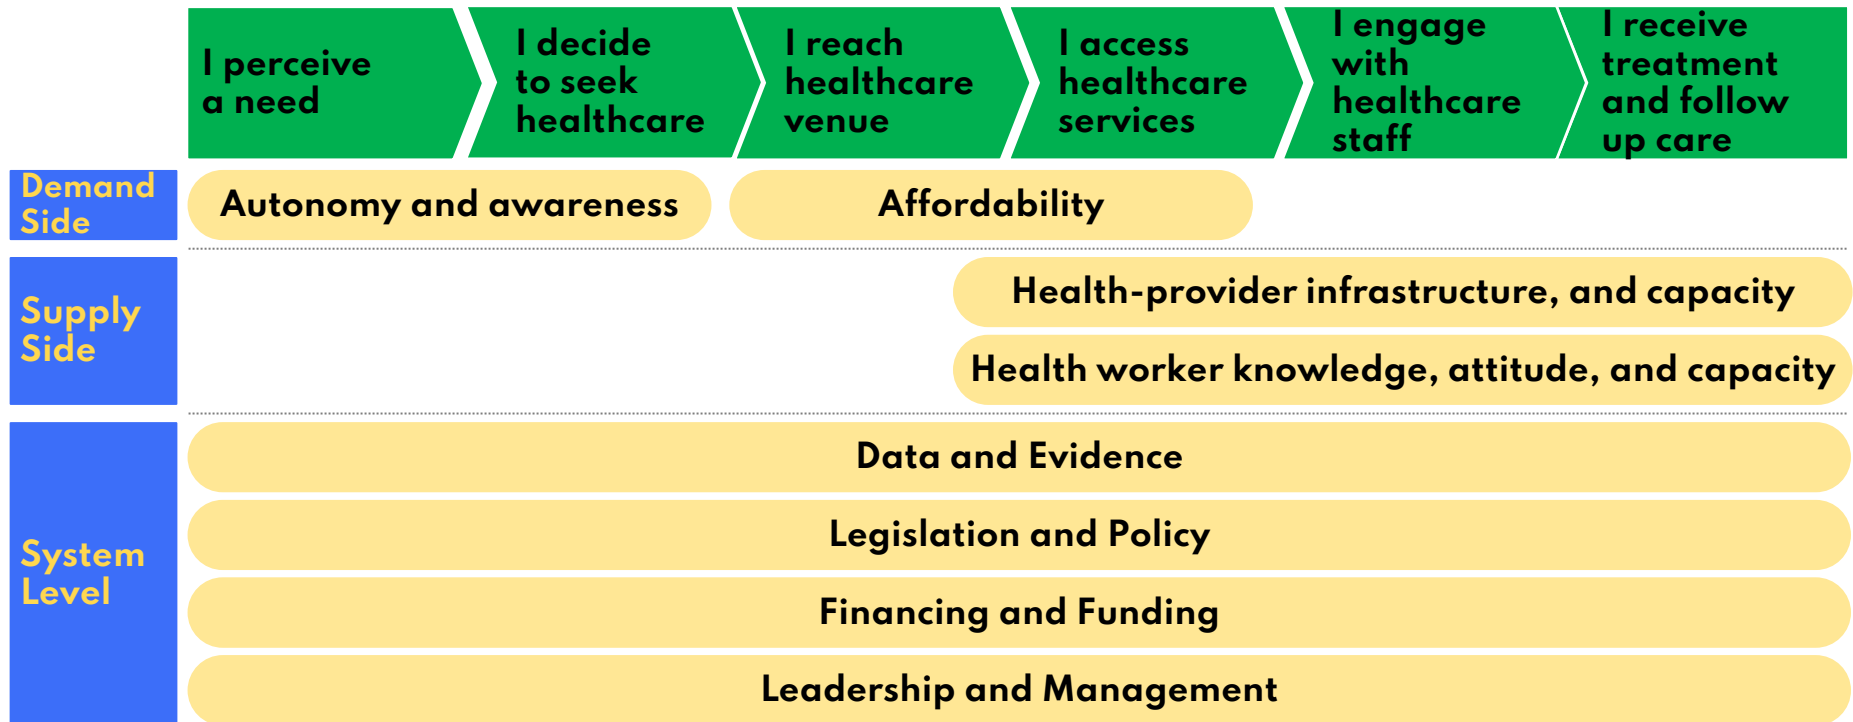 I perceive
a need
I decide
to seek
healthcare
I reach
healthcare
venue
I access
healthcare
services
I engage
with
healthcare
staff
I receive
treatment
and follow
up care
Demand
Side
Autonomy and awareness
Affordability
Supply
Side
Health-provider infrastructure, and capacity
Health worker knowledge, attitude, and capacity
System
Level
Data and Evidence
Legislation and Policy
Financing and Funding
Leadership and Management